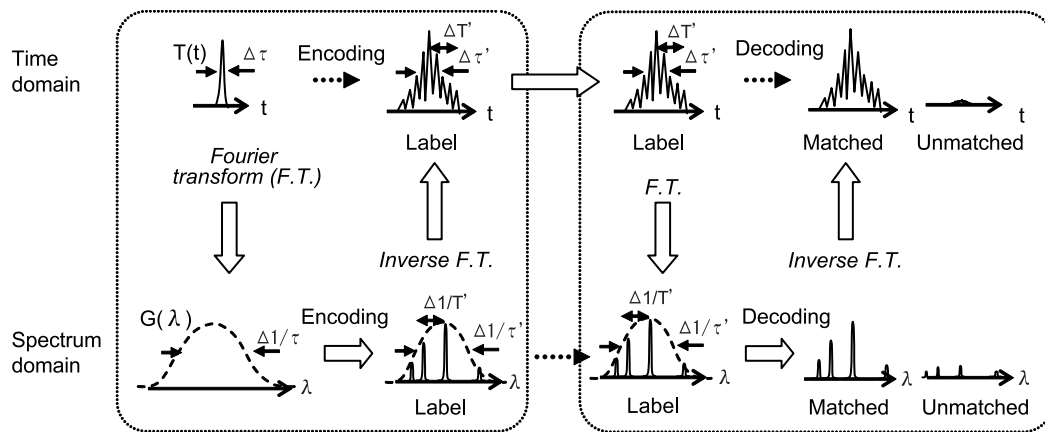 Time
domain
T(t)
Δτ
t
Encoding
ΔT’
Δτ’
t
Label
ΔT’
Δτ’
t
Label
Decoding
t
Matched
t
Unmatched
Fourier
transform (F.T.)
Inverse F.T.
F.T.
Inverse F.T.
Spectrum
domain
G(λ)
Δ1/τ
λ
Encoding
Δ1/T’
Δ1/τ’
λ
Label
Δ1/T’
Δ1/τ’
λ
Label
Decoding
λ
Matched
λ
Unmatched